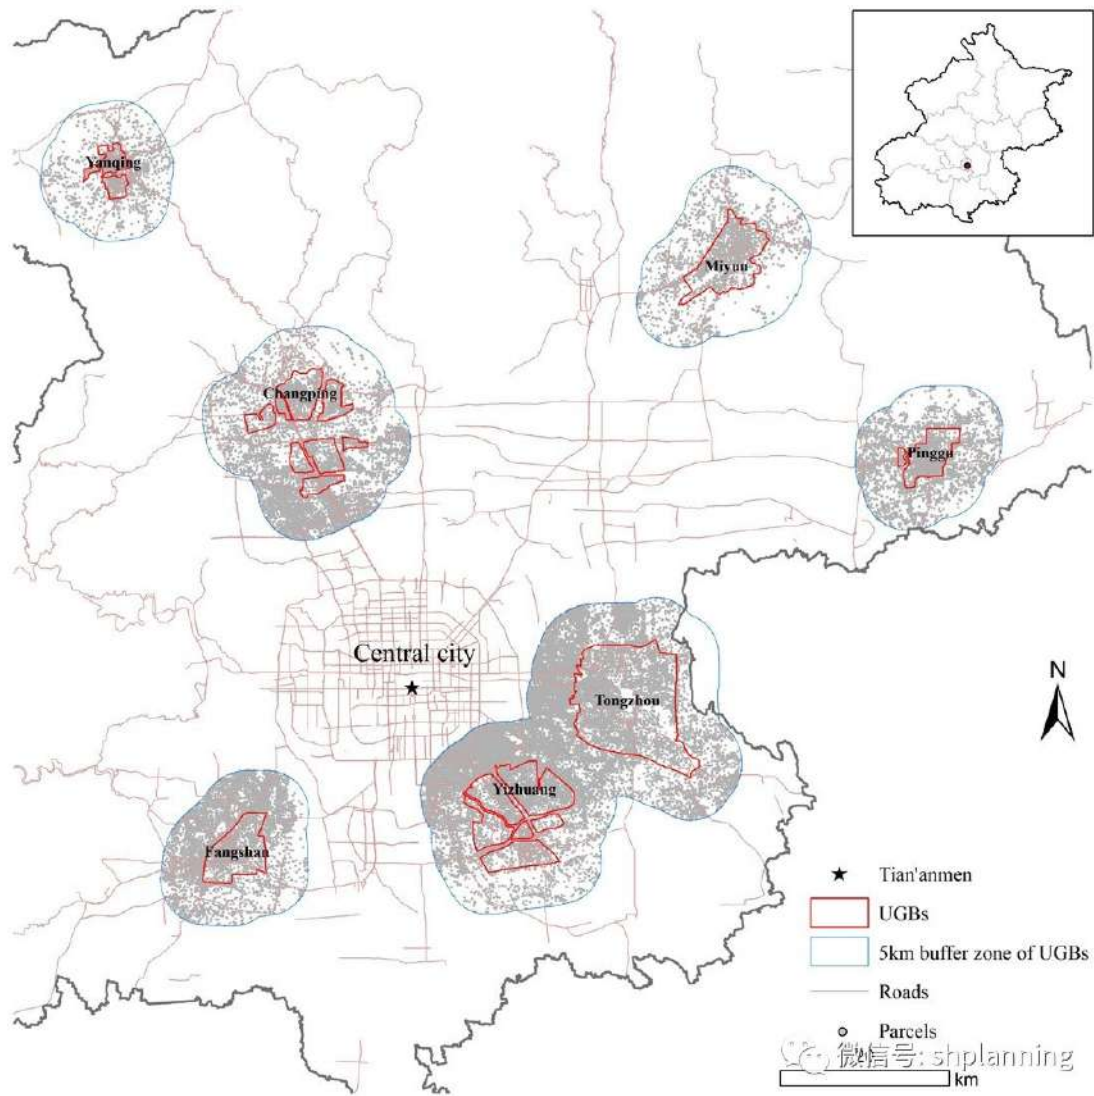 Yanqing
Miyun
Changping
Pinggu
Central city
Tongzhou
Yizhuang
Fangshan
N
Tian'anmen
UGBs
5km buffer zone of UGBs
Roads
Parcels
微信号: shplanning
km